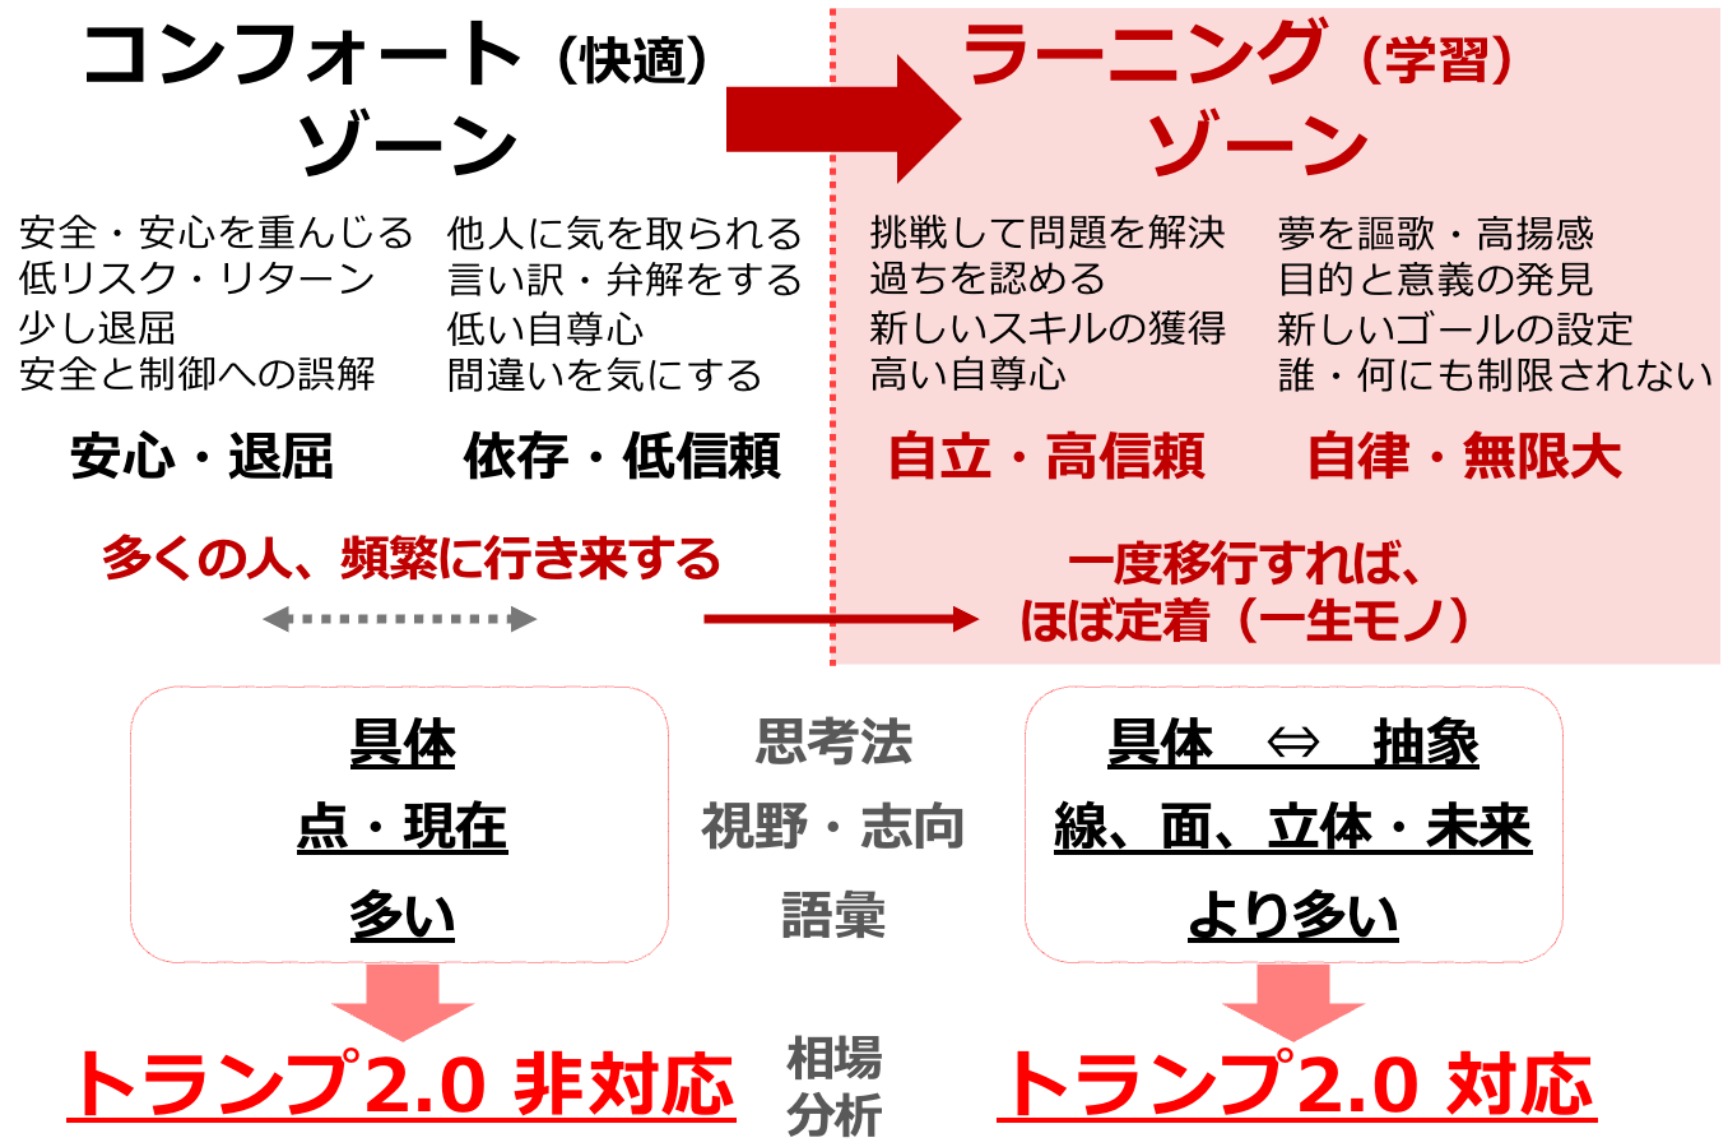 コンフォート（快適）
ゾーン
ラーニング（学習）
ゾーン
安全・安心を重んじる
低リスク・リターン
少し退屈
安全と制御への誤解
他人に気を取られる
言い訳・弁解をする
低い自尊心
間違いを気にする
挑戦して問題を解決
過ちを認める
新しいスキルの獲得
高い自尊心
夢を謳歌・高揚感
目的と意義の発見
新しいゴールの設定
誰・何にも制限されない
安心・退屈
依存・低信頼
自立・高信頼
自律・無限大
多くの人、頻繁に行き来する
一度移行すれば、
ほぼ定着（一生モノ）
具体
思考法
具体 ⇔ 抽象
点・現在
視野・志向
線、面、立体・未来
多い
語彙
より多い
トランプ2.0 非対応
相場
分析
トランプ2.0 対応